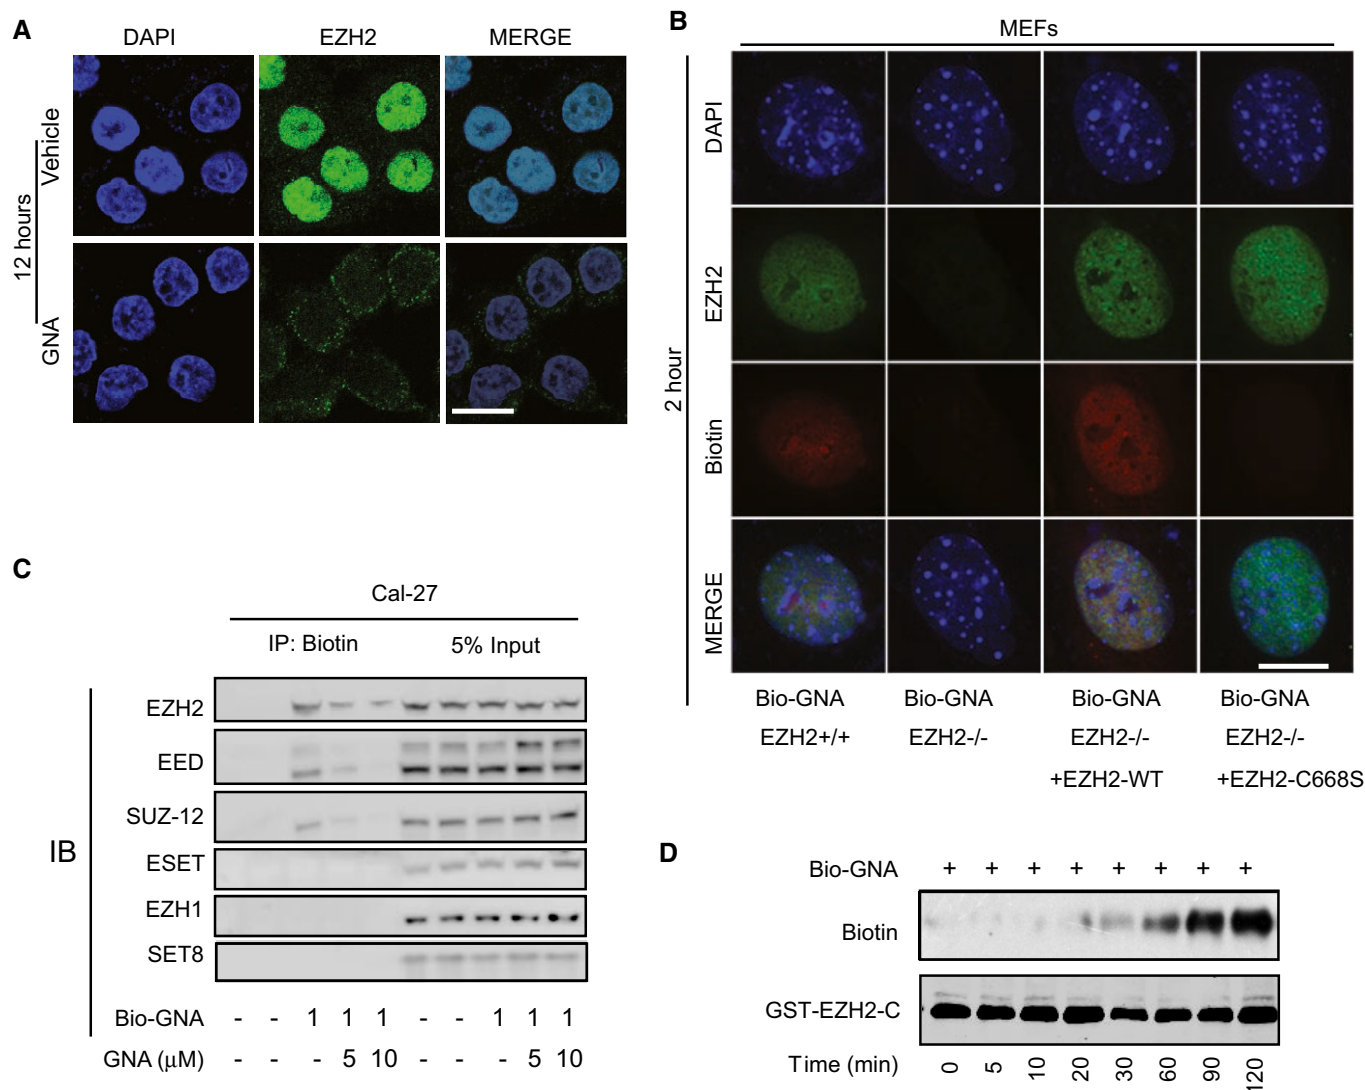 A
DAPI EZH2 MERGE
12 hours
Vehicle
GNA
B
MEFs
2 hour
DAPI
EZH2
Biotin
MERGE
Bio-GNA Bio-GNA Bio-GNA Bio-GNA
EZH2+/+ EZH2-/- EZH2-/- EZH2-/-
+EZH2-WT +EZH2-C668S
C
Cal-27
IP: Biotin 5% Input
IB
EZH2
EED
SUZ-12
ESET
EZH1
SET8
Bio-GNA - - 1 1 1 - - 1 1 1
GNA (μM) - - - 5 10 - - - 5 10
D
Bio-GNA + + + + + + + +
Biotin
GST-EZH2-C
Time (min) 0 5 10 20 30 60 90 120